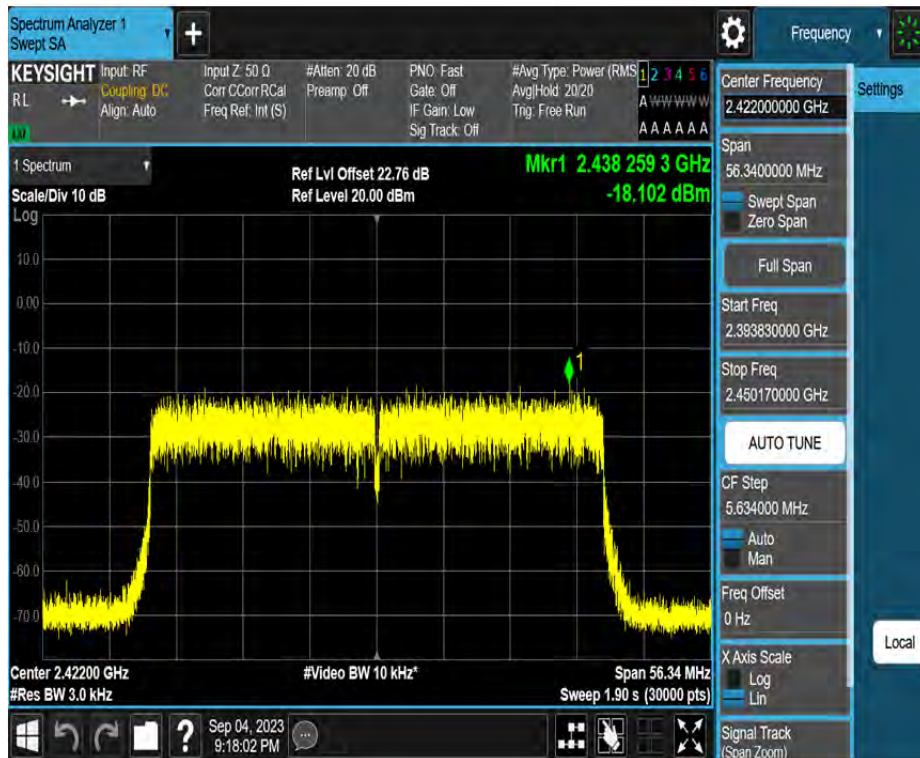 Spectrum Analyzer 1
Swept SA
+
Frequency
KEYSIGHT
RL
Input: RF
Coupling: DC
Align: Auto
Input Z: 50 Ω
Corr CCorr RCal
Freq Ref: Int (S)
#Atten: 20 dB
Preamp: Off
PNO: Fast
Gate: Off
IF Gain: Low
Sig Track: Off
#Avg Type: Power (RMS
Avg|Hold: 20/20
Trig: Free Run
1 2 3 4 5 6
A W W W W W
A A A A A A
1 Spectrum
Scale/Div 10 dB
Ref Lvl Offset 22.76 dB
Ref Level 20.00 dBm
Mkr1 2.438 259 3 GHz
-18.102 dBm
Log
10.0
0.00
-10.0
-20.0
-30.0
-40.0
-50.0
-60.0
-70.0
1
Center 2.42200 GHz
#Res BW 3.0 kHz
#Video BW 10 kHz*
Span 56.34 MHz
Sweep 1.90 s (30000 pts)
?
Sep 04, 2023
9:18:02 PM
Center Frequency
2.422000000 GHz
Span
56.3400000 MHz
Swept Span
Zero Span
Full Span
Start Freq
2.393830000 GHz
Stop Freq
2.450170000 GHz
AUTO TUNE
CF Step
5.634000 MHz
Auto
Man
Freq Offset
0 Hz
X Axis Scale
Log
Lin
Signal Track
(Span Zoom)
Settings
Local